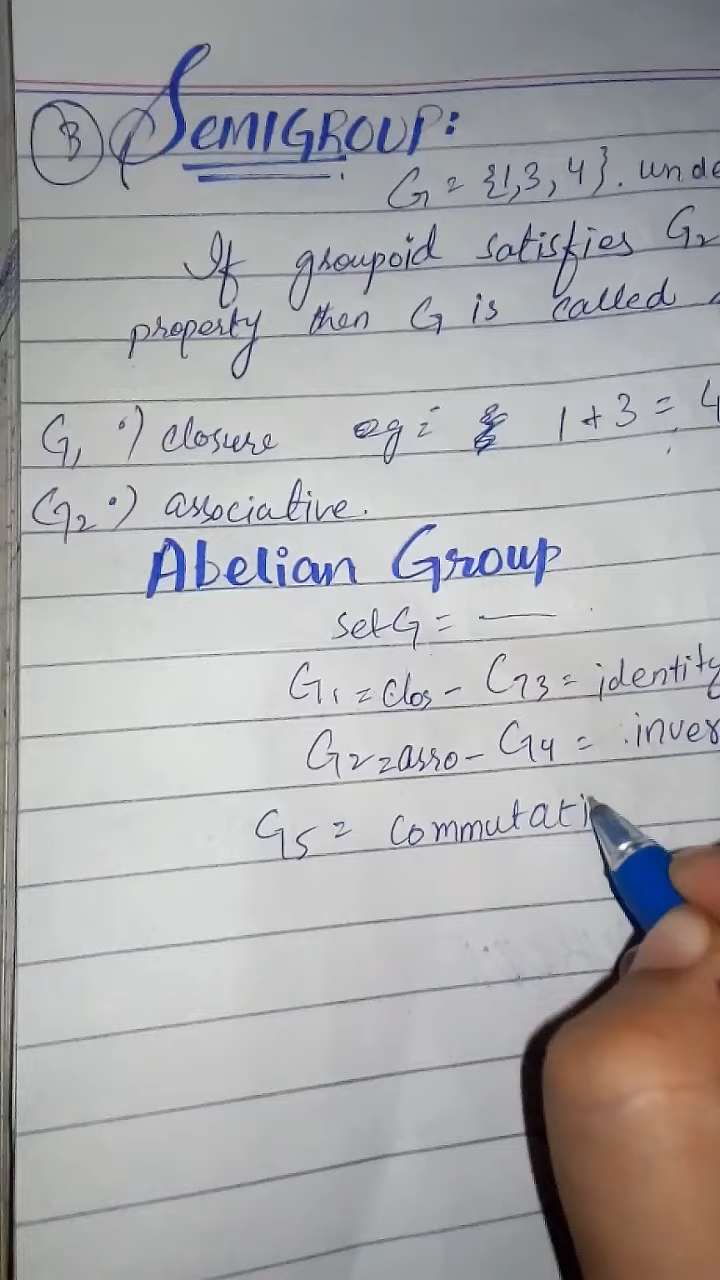 3 SEMIGROUP:
G = {1, 3, 4}. unde
If groupoid satisfies G2
property then G is called
G1 •) closure eg: 1 + 3 = 4
G2 •) associative.
Abelian Group
set G = —
G1 = clos - G3 = identity
G2 = asso - G4 = inver
G5 = commutati